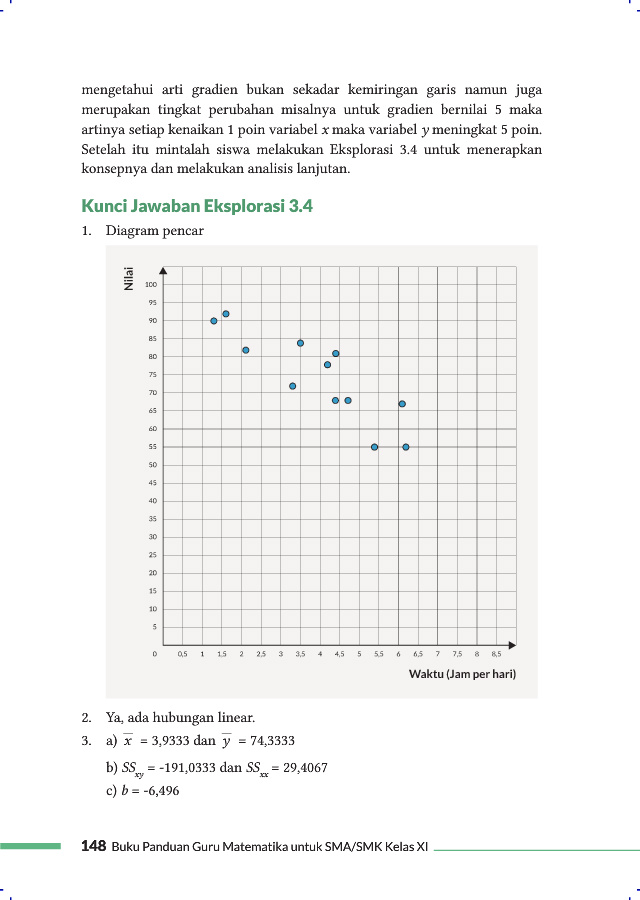 mengetahui arti gradien bukan sekadar kemiringan garis namun juga
merupakan tingkat perubahan misalnya untuk gradien bernilai 5 maka
artinya setiap kenaikan 1 poin variabel x maka variabel y meningkat 5 poin.
Setelah itu mintalah siswa melakukan Eksplorasi 3.4 untuk menerapkan
konsepnya dan melakukan analisis lanjutan.
Kunci Jawaban Eksplorasi 3.4
1. Diagram pencar
Nilai
100
95
90
85
80
75
70
65
60
55
50
45
40
35
30
25
20
15
10
5
0 0,5 1 1,5 2 2,5 3 3,5 4 4,5 5 5,5 6 6,5 7 7,5 8 8,5
Waktu (Jam per hari)
2. Ya, ada hubungan linear.
3. a) x̅ = 3,9333 dan y̅ = 74,3333
b) SSxy = -191,0333 dan SSxx = 29,4067
c) b = -6,496
148 Buku Panduan Guru Matematika untuk SMA/SMK Kelas XI